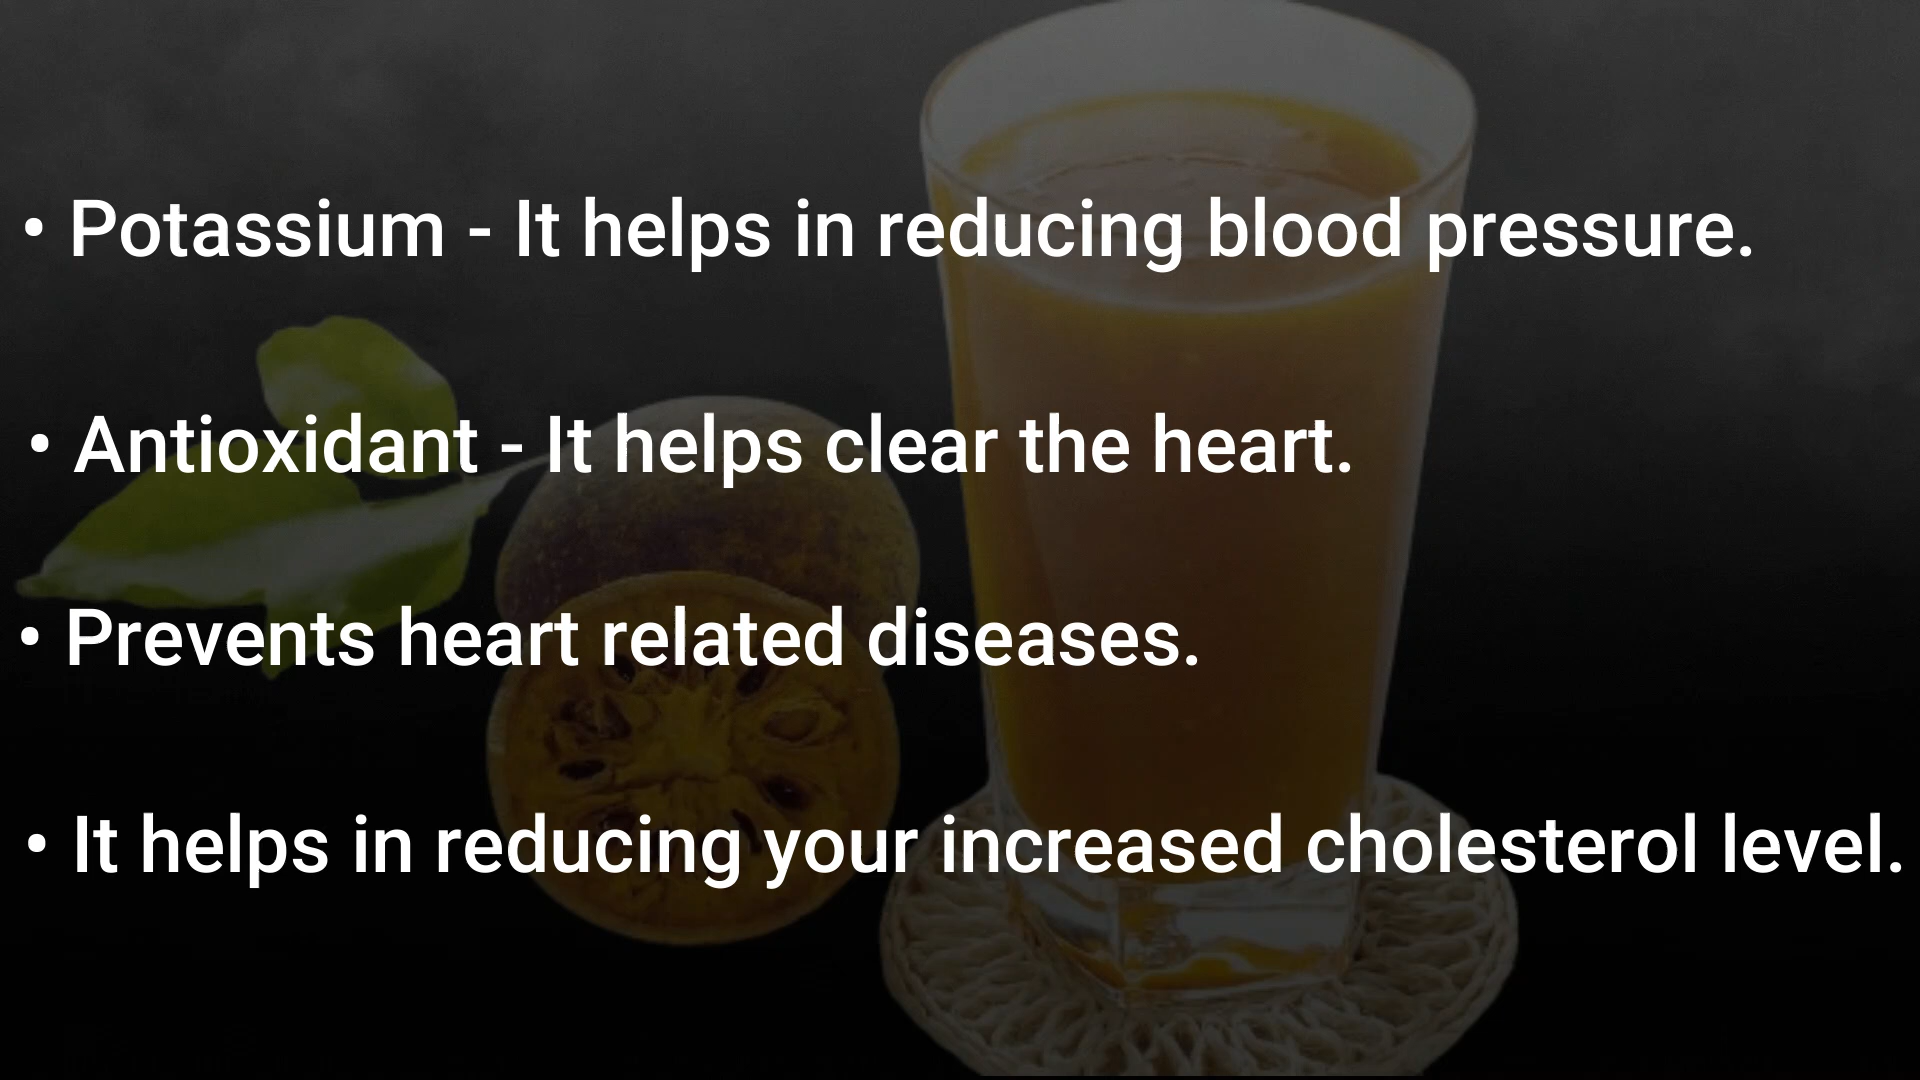 • Potassium - It helps in reducing blood pressure.
• Antioxidant - It helps clear the heart.
• Prevents heart related diseases.
• It helps in reducing your increased cholesterol level.